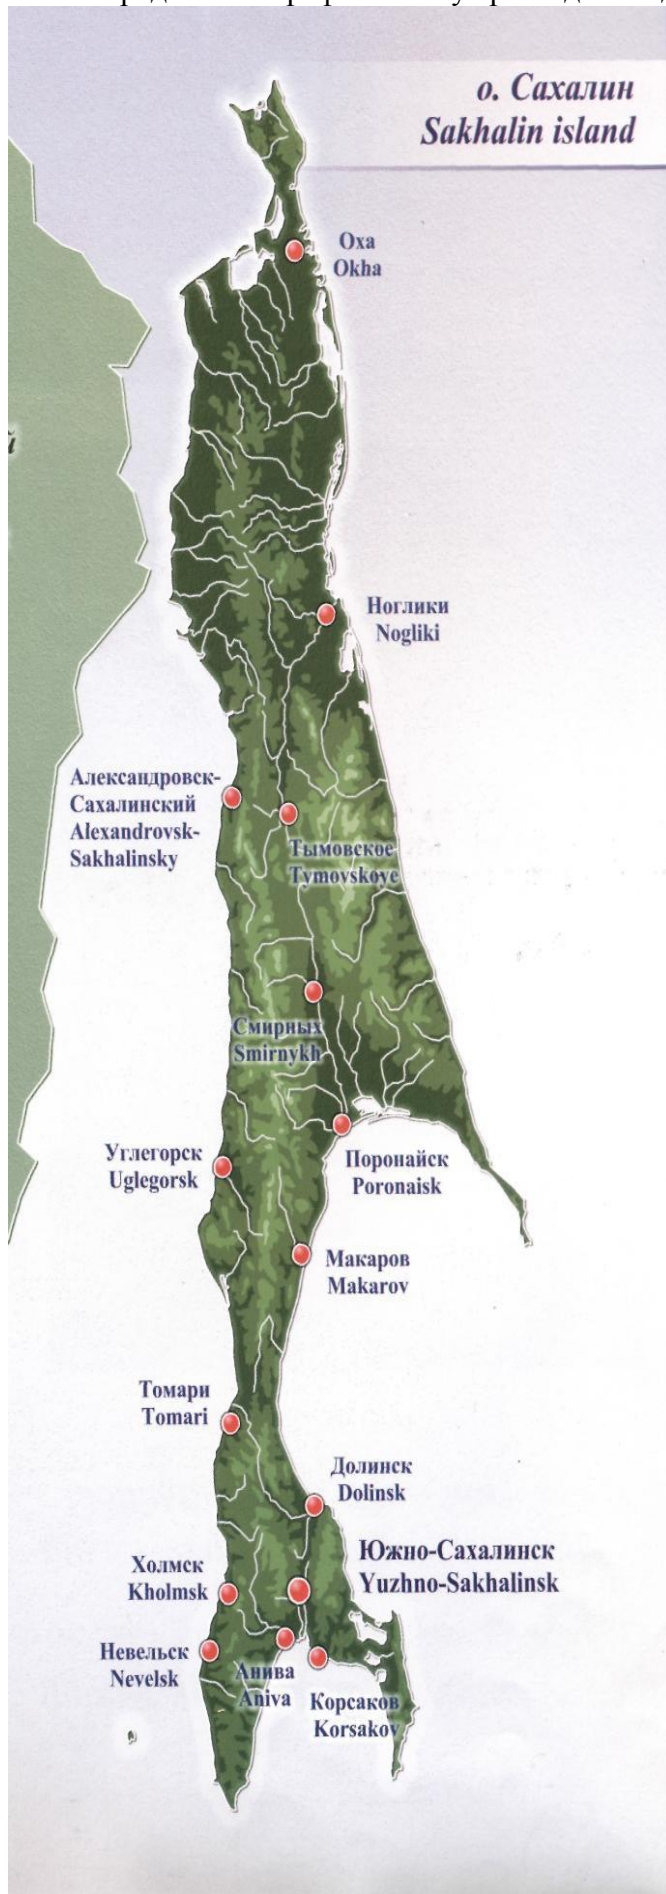 о. Сахалин
Sakhalin island
Оха
Okha
Ноглики
Nogliki
Александровск-
Сахалинский
Alexandrovsk-
Sakhalinsky
Тымовское
Tymovskoye
Смирных
Smirnykh
Углегорск
Uglegorsk
Поронайск
Poronaisk
Макаров
Makarov
Томари
Tomari
Долинск
Dolinsk
Южно-Сахалинск
Yuzhno-Sakhalinsk
Холмск
Kholmsk
Невельск
Nevelsk
Анива
Aniva
Корсаков
Korsakov